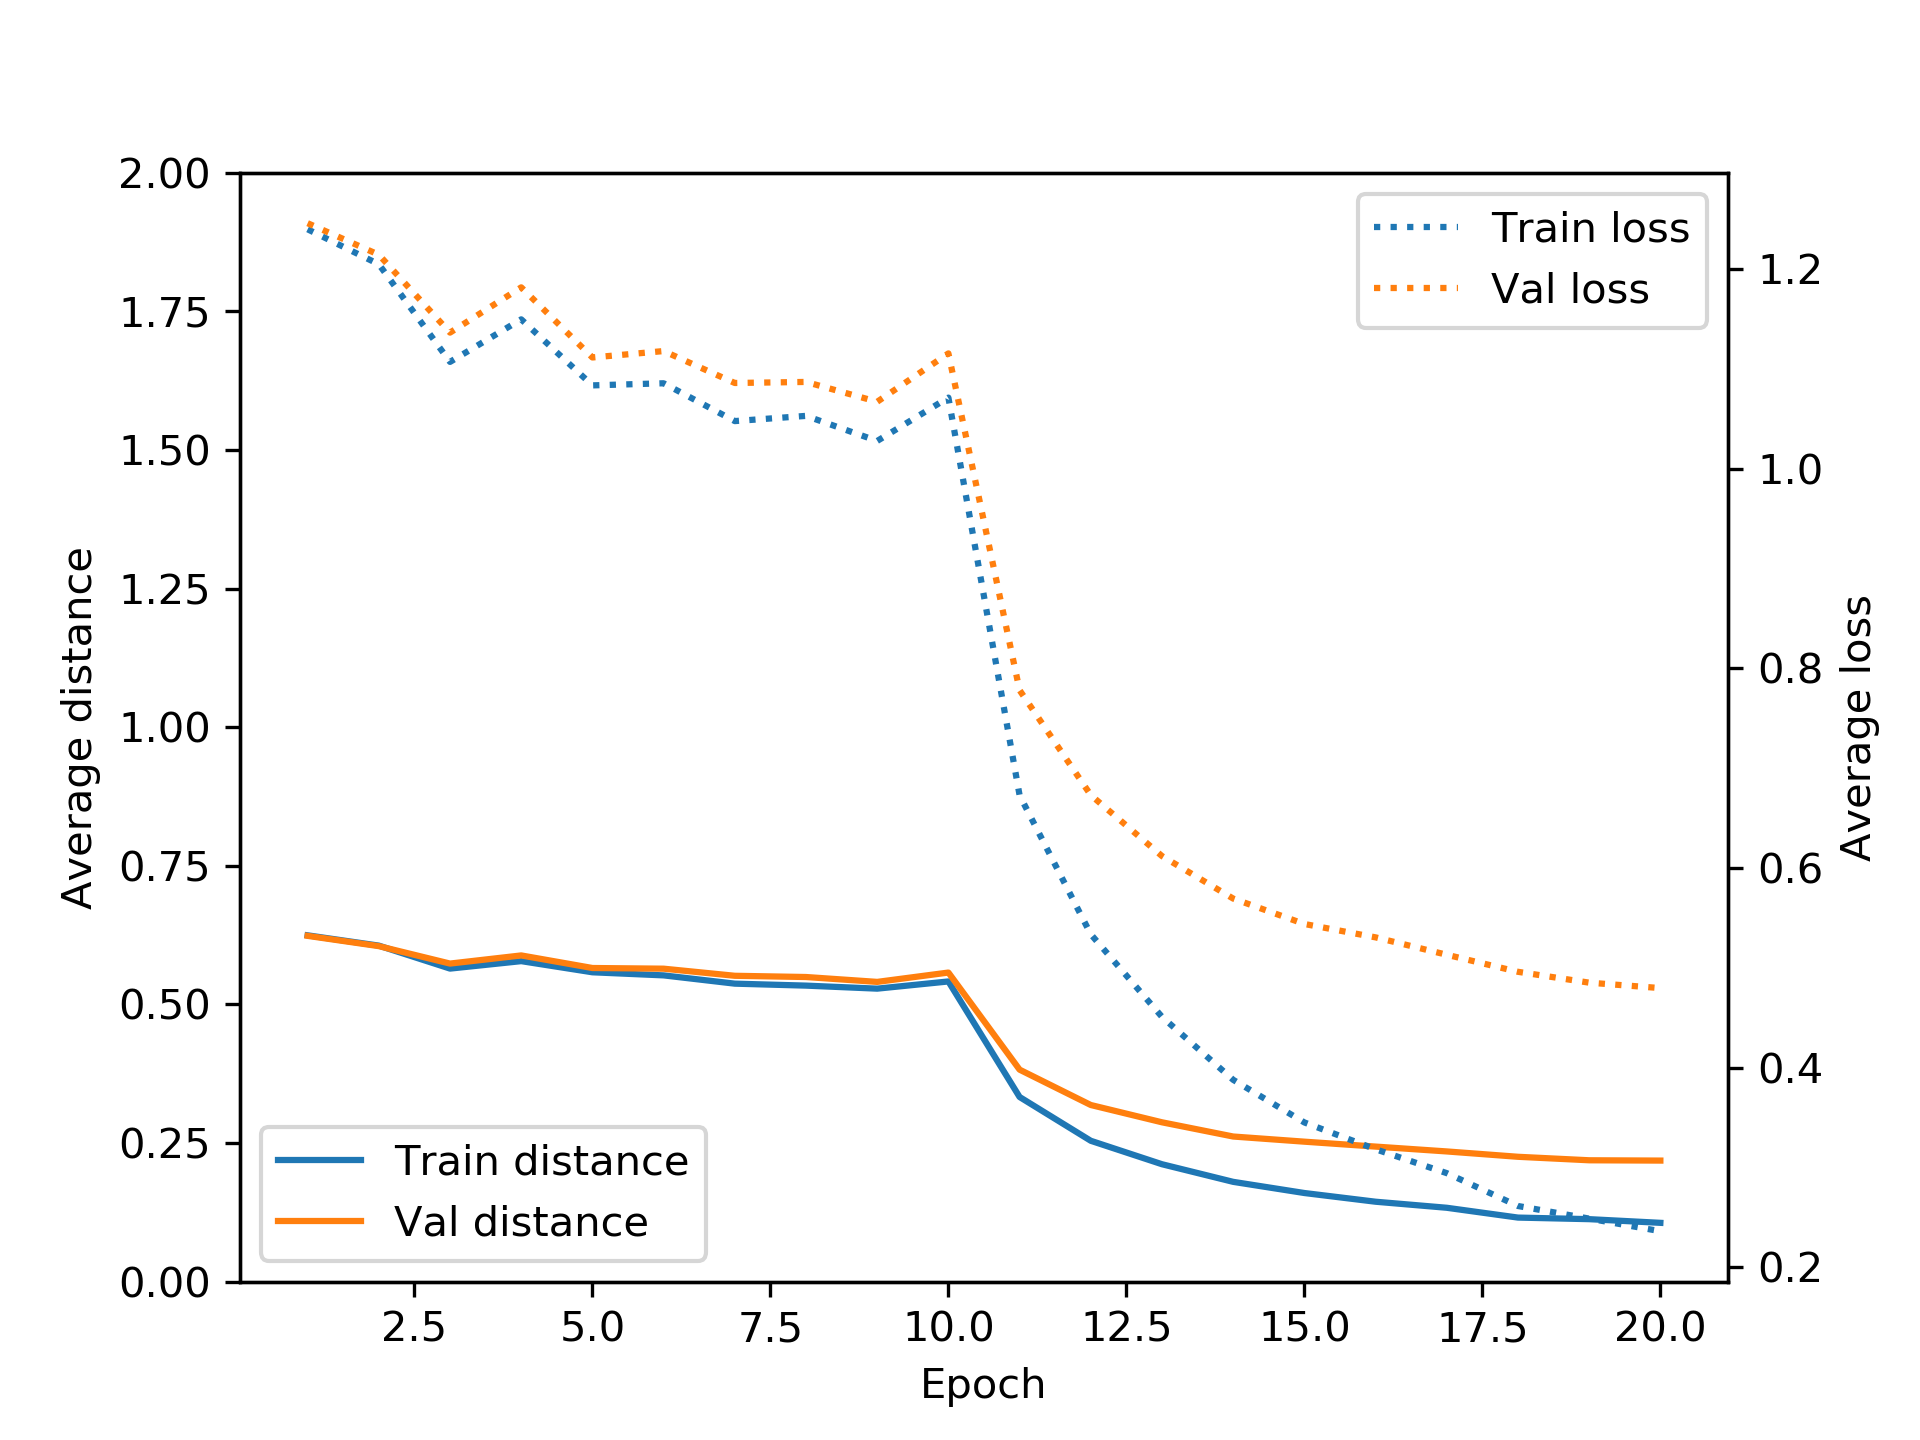 2.00
1.75
1.50
1.25
1.00
0.75
0.50
0.25
0.00
Average distance
Train loss
Val loss
Train distance
Val distance
1.2
1.0
0.8
0.6
0.4
0.2
Average loss
2.5 5.0 7.5 10.0 12.5 15.0 17.5 20.0
Epoch